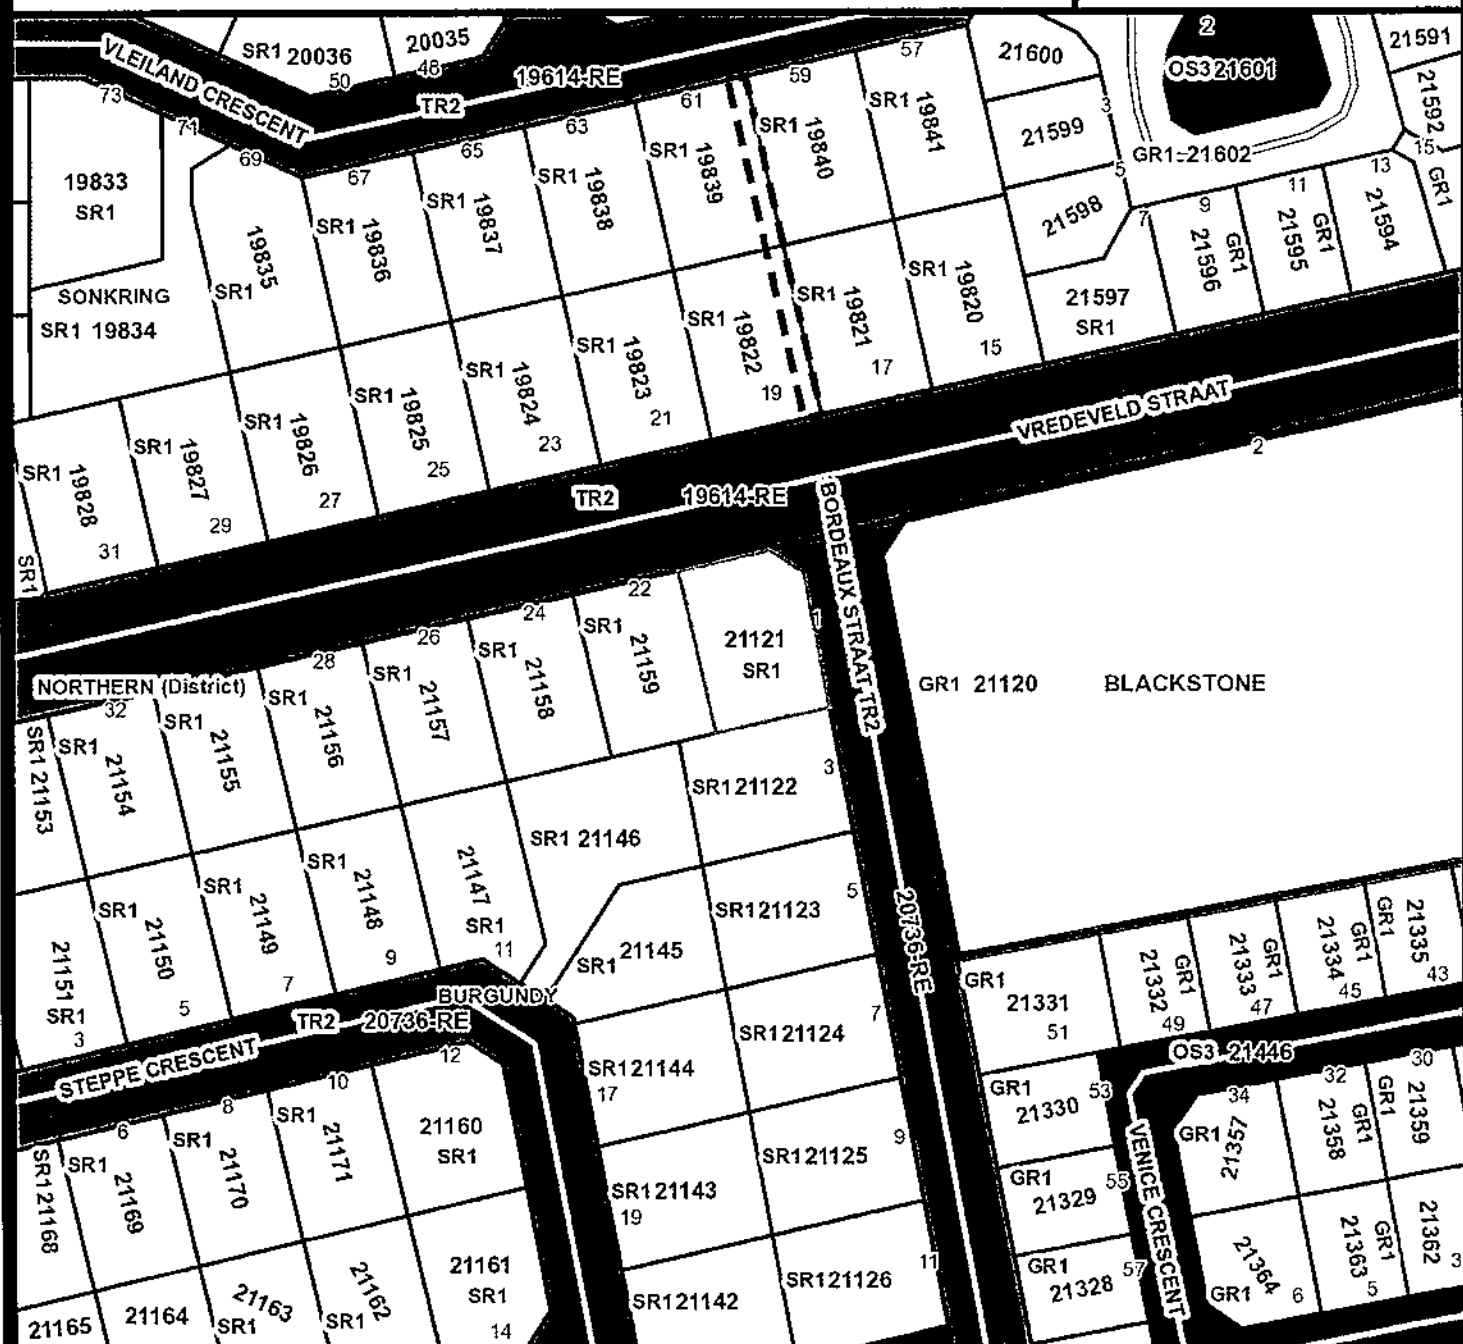 VLEILAND CRESCENT
SR1 20036
50
20035
48
19614-RE
TR2
57
59
61
63
65
67
69
71
73
21600
2
OS3 21601
21591
21592
15
GR1
21599
3
GR1 21602
5
21598
7
9
11
13
GR1
21596
GR1
21595
21594
21597
SR1
19833
SR1
SONKRING
SR1 19834
SR1
19835
SR1
19836
SR1
19837
SR1
19838
SR1
19839
SR1
19840
SR1
19841
SR1
19820
15
SR1
19821
17
SR1
19822
19
SR1
19823
21
SR1
19824
23
SR1
19825
25
SR1
19826
27
SR1
19827
29
SR1
19828
31
SR1
VREDEVELD STRAAT
2
TR2
19614-RE
BORDEAUX STRAAT TR2
22
24
26
28
32
NORTHERN (District)
1
21121
SR1
SR1
21159
SR1
21158
SR1
21157
SR1
21156
SR1
21155
SR1
21154
SR1 21153
GR1 21120
BLACKSTONE
3
SR1 21122
SR1 21146
21147
SR1
11
SR1
21148
9
SR1
21149
7
SR1
21150
5
21151
SR1
3
5
SR1 21123
SR1 21145
20736-RE
BURGUNDY
TR2
20736-RE
STEPPE CRESCENT
7
SR1 21124
SR1 21144
17
9
SR1 21125
SR1 21143
19
11
SR1 21126
SR1 21142
12
10
8
6
21160
SR1
SR1
21171
SR1
21170
SR1
21169
SR1 21168
21161
SR1
14
21162
SR1
21163
SR1
21164
21165
GR1
21331
51
GR1
21332
49
GR1
21333
47
GR1
21334
45
GR1
21335
43
OS3 21446
GR1
21330
53
GR1
21329
55
GR1
21328
57
VENICE CRESCENT
34
GR1
21357
32
21358
GR1
30
GR1
21359
21364
GR1
6
21363
GR1
5
21362
3